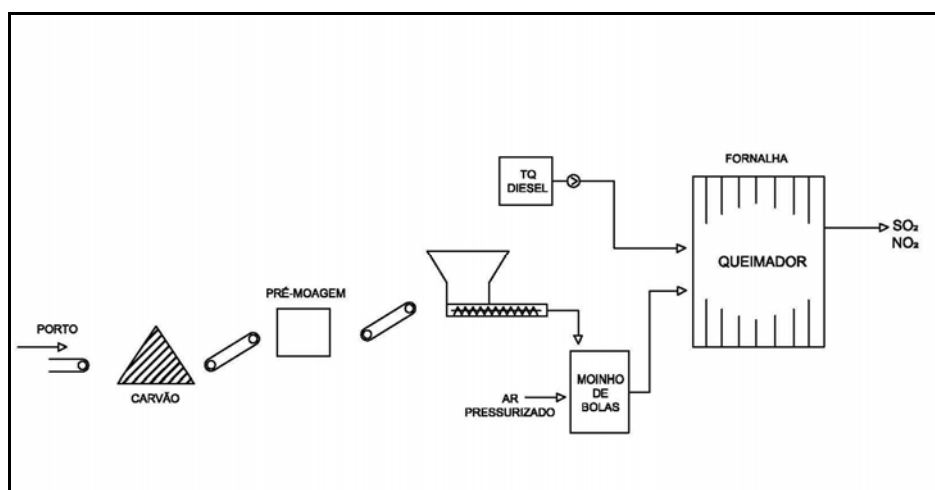 PORTO
CARVÃO
PRÉ-MOAGEM
TQ
DIESEL
AR
PRESSURIZADO
MOINHO
DE
BOLAS
FORNALHA
QUEIMADOR
SO₂
NO₂